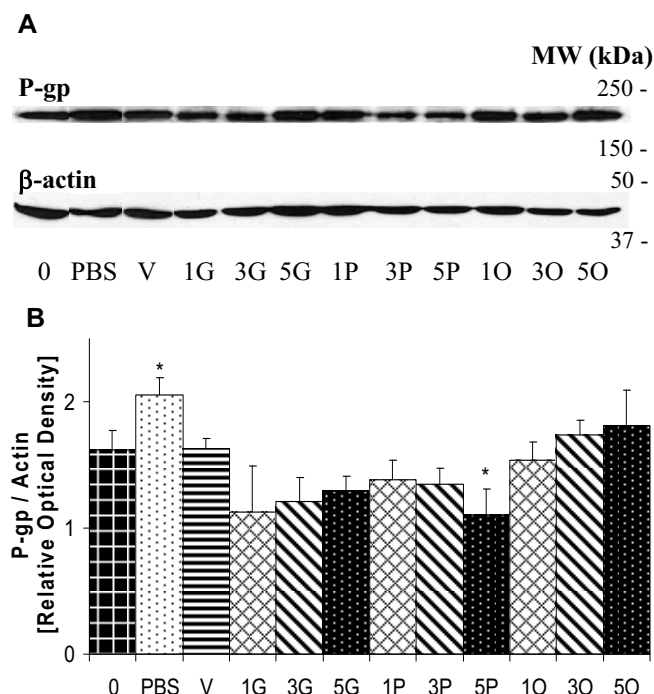 A
MW (kDa)
P-gp
250 -
150 -
β-actin
50 -
37 -
0 PBS V 1G 3G 5G 1P 3P 5P 1O 3O 5O
B
P-gp / Actin
[Relative Optical Density]
2
1
0
*
*
0 PBS V 1G 3G 5G 1P 3P 5P 1O 3O 5O